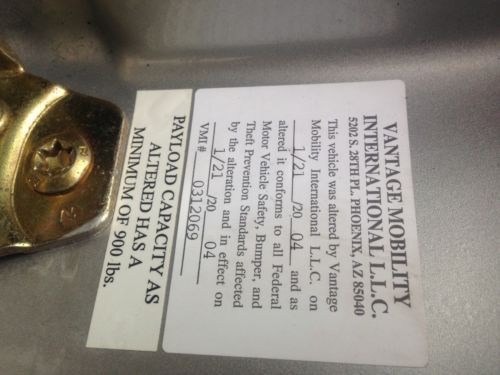 VANTAGE MOBILITY
INTERNATIONAL L.L.C.
5202 S. 28TH PL. PHOENIX, AZ 85040
This vehicle was altered by Vantage
Mobility International L.L.C. on
1/21 /20 04 and as
altered it conforms to all Federal
Motor Vehicle Safety, Bumper, and
Theft Prevention Standards affected
by the alteration and in effect on
1/21 /20 04
VMI# 0312069
PAYLOAD CAPACITY AS
ALTERED HAS A
MINIMUM OF 900 lbs.